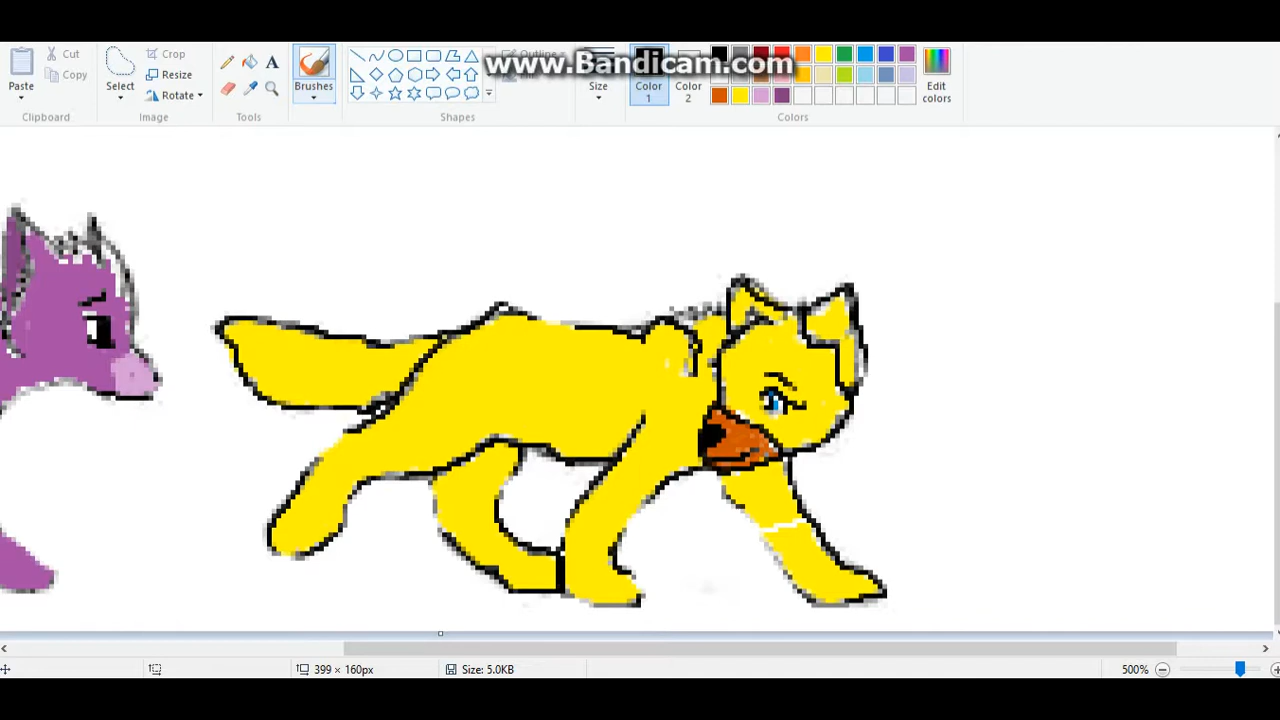 www.Bandicam.com
Cut
Copy
Paste
Clipboard
Select
Crop
Resize
Rotate
Image
Tools
Brushes
Outline
Shapes
Size
Color 1
Color 2
Edit colors
Colors
399 × 160px
Size: 5.0KB
500%